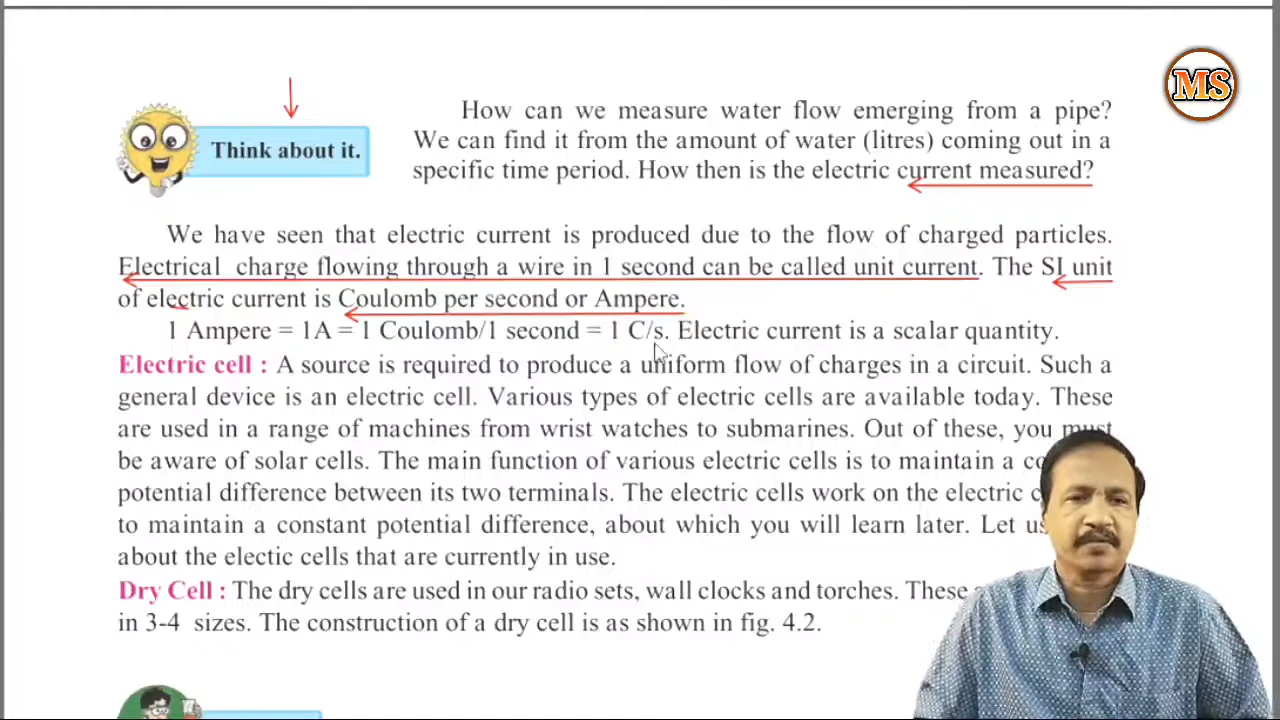 MS
How can we measure water flow emerging from a pipe?
Think about it.
We can find it from the amount of water (litres) coming out in a
specific time period. How then is the electric current measured?
We have seen that electric current is produced due to the flow of charged particles.
Electrical charge flowing through a wire in 1 second can be called unit current. The SI unit
of electric current is Coulomb per second or Ampere.
1 Ampere = 1A = 1 Coulomb/1 second = 1 C/s. Electric current is a scalar quantity.
Electric cell : A source is required to produce a uniform flow of charges in a circuit. Such a
general device is an electric cell. Various types of electric cells are available today. These
are used in a range of machines from wrist watches to submarines. Out of these, you must
be aware of solar cells. The main function of various electric cells is to maintain a
potential difference between its two terminals. The electric cells work on the electric
to maintain a constant potential difference, about which you will learn later. Let
about the electic cells that are currently in use.
Dry Cell : The dry cells are used in our radio sets, wall clocks and torches. These
in 3-4 sizes. The construction of a dry cell is as shown in fig. 4.2.